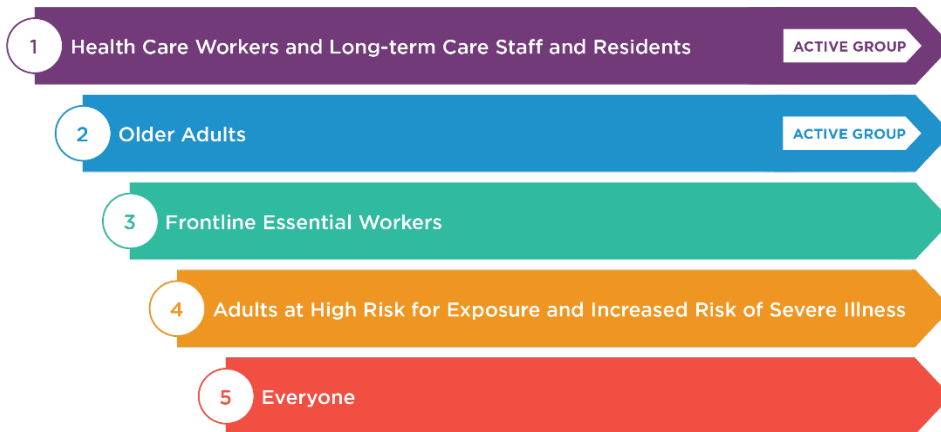 1 Health Care Workers and Long-term Care Staff and Residents ACTIVE GROUP
2 Older Adults ACTIVE GROUP
3 Frontline Essential Workers
4 Adults at High Risk for Exposure and Increased Risk of Severe Illness
5 Everyone